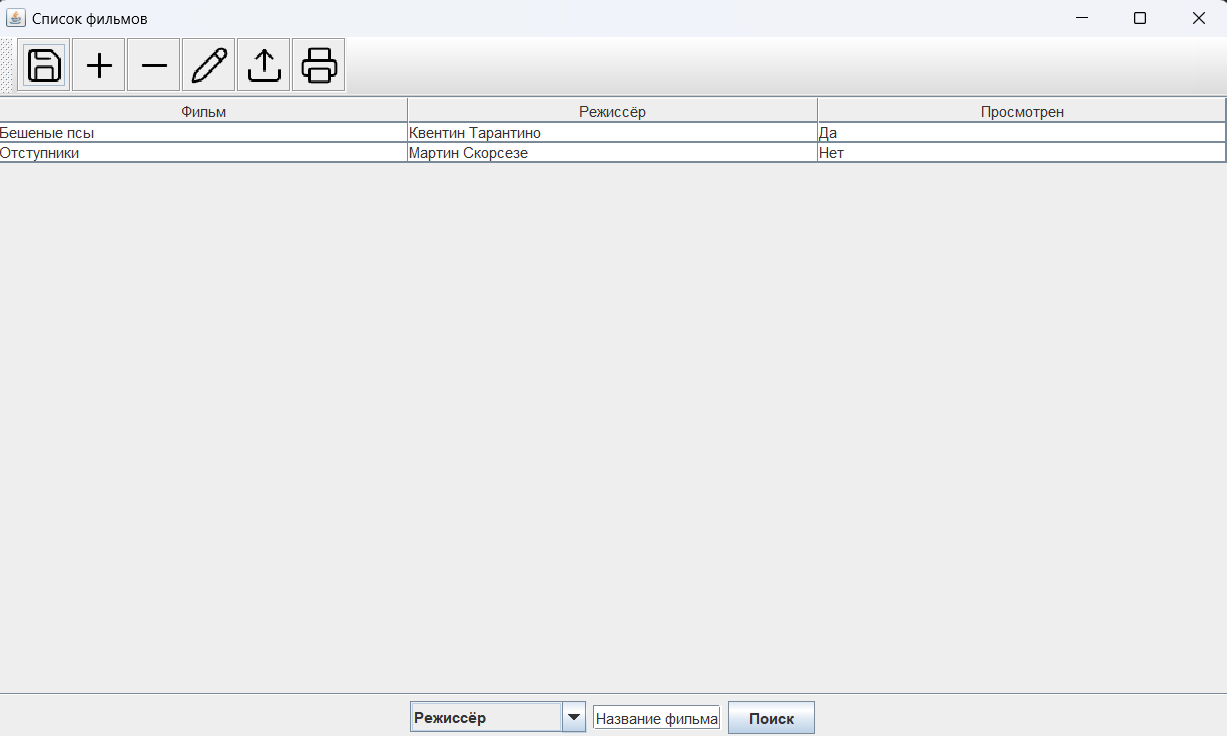 Список фильмов
Фильм Режиссёр Просмотрен
Бешеные псы Квентин Тарантино Да
Отступники Мартин Скорсезе Нет
Режиссёр Название фильма Поиск